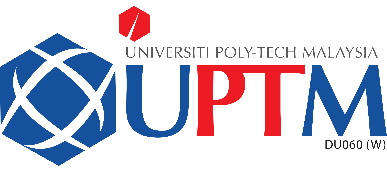 UNIVERSITI POLY-TECH MALAYSIA
UPTM
DU060 (W)